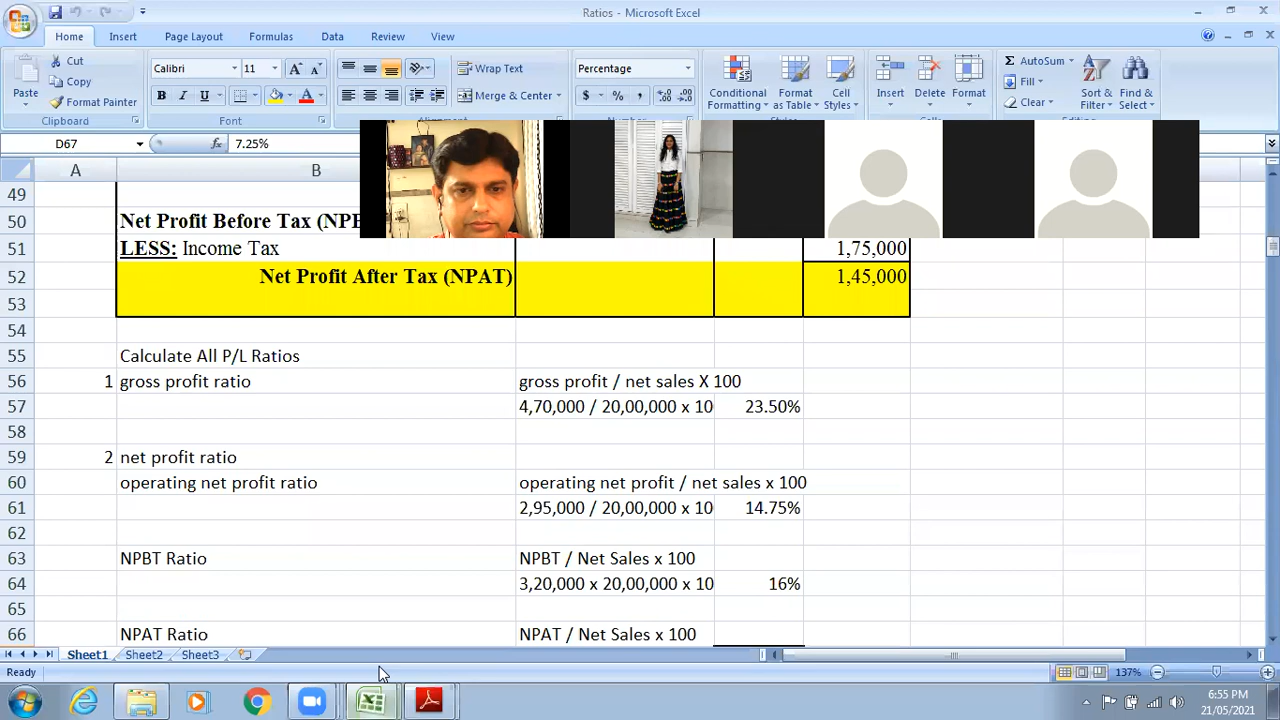 Ratios - Microsoft Excel
Home Insert Page Layout Formulas Data Review View
Cut
Copy
Format Painter
Paste
Clipboard
Calibri 11
B I U
Font
Wrap Text
Merge & Center
Percentage
$ % ,
Conditional Formatting
Format as Table
Cell Styles
Insert Delete Format
AutoSum
Fill
Clear
Sort & Filter
Find & Select
D67 fx 7.25%
A B
49
50 Net Profit Before Tax (NPB
51 LESS: Income Tax 1,75,000
52 Net Profit After Tax (NPAT) 1,45,000
53
54
55 Calculate All P/L Ratios
56 1 gross profit ratio gross profit / net sales X 100
57 4,70,000 / 20,00,000 x 10 23.50%
58
59 2 net profit ratio
60 operating net profit ratio operating net profit / net sales x 100
61 2,95,000 / 20,00,000 x 10 14.75%
62
63 NPBT Ratio NPBT / Net Sales x 100
64 3,20,000 x 20,00,000 x 10 16%
65
66 NPAT Ratio NPAT / Net Sales x 100
Sheet1 Sheet2 Sheet3
Ready 137%
6:55 PM
21/05/2021